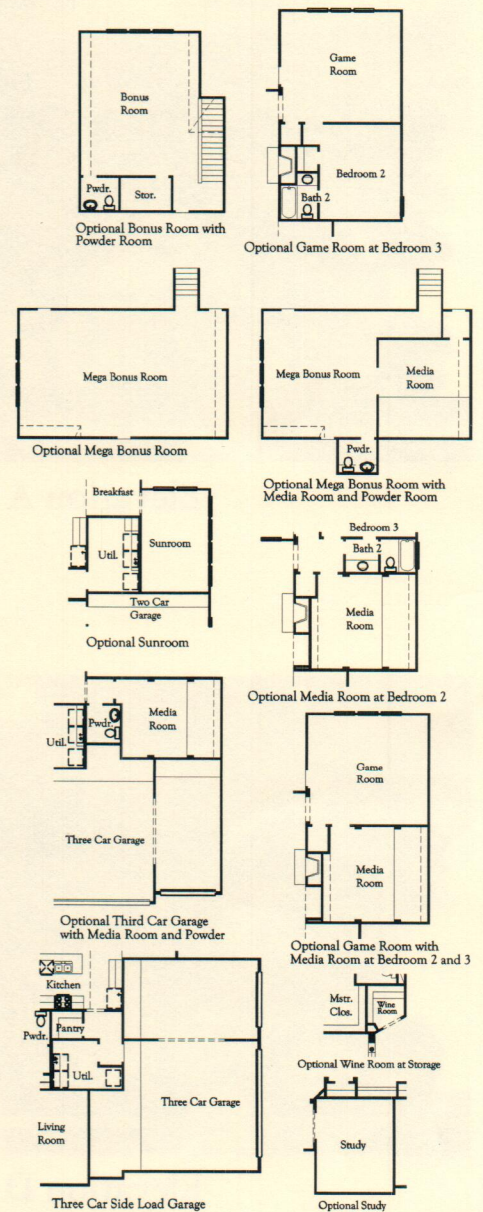 Bonus
Room
Pwdr.
Stor.
Optional Bonus Room with
Powder Room
Game
Room
Bedroom 2
Bath 2
Optional Game Room at Bedroom 3
Mega Bonus Room
Optional Mega Bonus Room
Mega Bonus Room
Media
Room
Pwdr.
Optional Mega Bonus Room with
Media Room and Powder Room
Breakfast
Util.
Sunroom
Two Car
Garage
Optional Sunroom
Bedroom 3
Bath 2
Media
Room
Optional Media Room at Bedroom 2
Util.
Pwdr.
Media
Room
Three Car Garage
Optional Third Car Garage
with Media Room and Powder
Game
Room
Media
Room
Optional Game Room with
Media Room at Bedroom 2 and 3
Kitchen
Pwdr.
Pantry
Util.
Living
Room
Three Car Garage
Three Car Side Load Garage
Mstr.
Clos.
Wine
Room
Optional Wine Room at Storage
Study
Optional Study